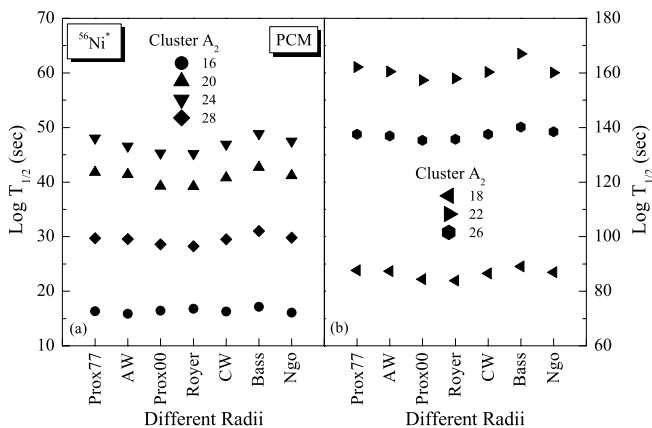 ⁵⁶Ni*
Cluster A₂
16
20
24
28
PCM
70
60
50
40
30
20
10
Log T₁/₂ (sec)
(a)
Prox77
AW
Prox00
Royer
CW
Bass
Ngo
Different Radii
Cluster A₂
18
22
26
(b)
Prox77
AW
Prox00
Royer
CW
Bass
Ngo
Different Radii
180
160
140
120
100
80
60
Log T₁/₂ (sec)